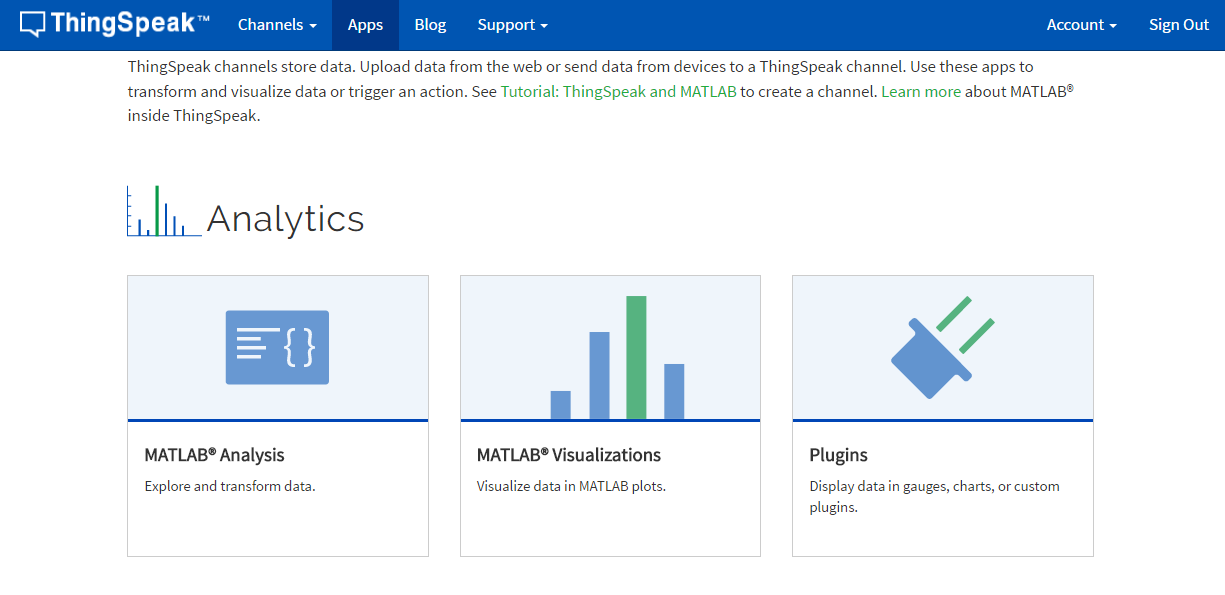 ThingSpeak™ Channels Apps Blog Support Account Sign Out
ThingSpeak channels store data. Upload data from the web or send data from devices to a ThingSpeak channel. Use these apps to
transform and visualize data or trigger an action. See Tutorial: ThingSpeak and MATLAB to create a channel. Learn more about MATLAB®
inside ThingSpeak.
Analytics
{}
MATLAB® Analysis
Explore and transform data.
MATLAB® Visualizations
Visualize data in MATLAB plots.
Plugins
Display data in gauges, charts, or custom
plugins.